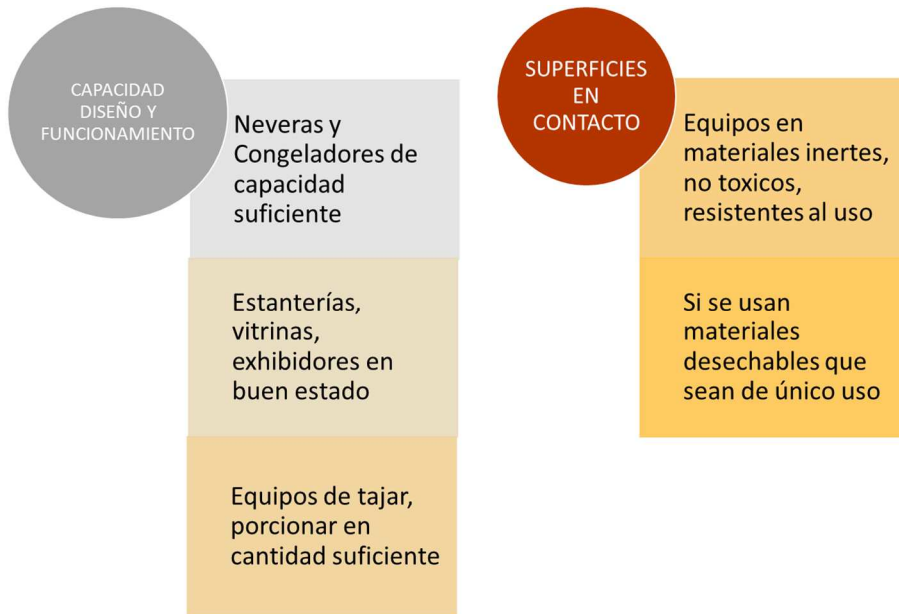 CAPACIDAD
DISEÑO Y
FUNCIONAMIENTO
Neveras y
Congeladores de
capacidad
suficiente
Estanterías,
vitrinas,
exhibidores en
buen estado
Equipos de tajar,
porcionar en
cantidad suficiente
SUPERFICIES
EN
CONTACTO
Equipos en
materiales inertes,
no toxicos,
resistentes al uso
Si se usan
materiales
desechables que
sean de único uso